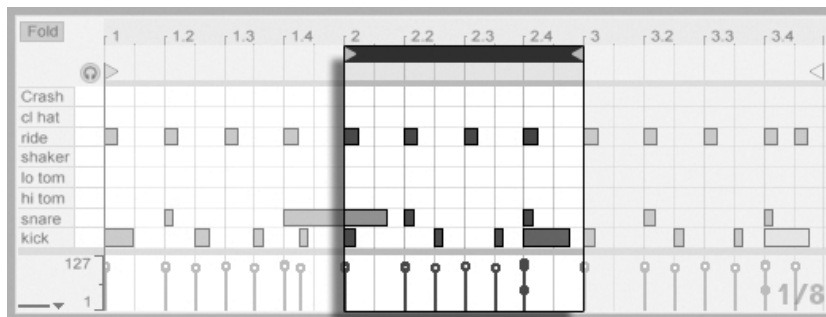 Fold
1 1.2 1.3 1.4 2 2.2 2.3 2.4 3 3.2 3.3 3.4
Crash
cl hat
ride
shaker
lo tom
hi tom
snare
kick
127
1
1/8